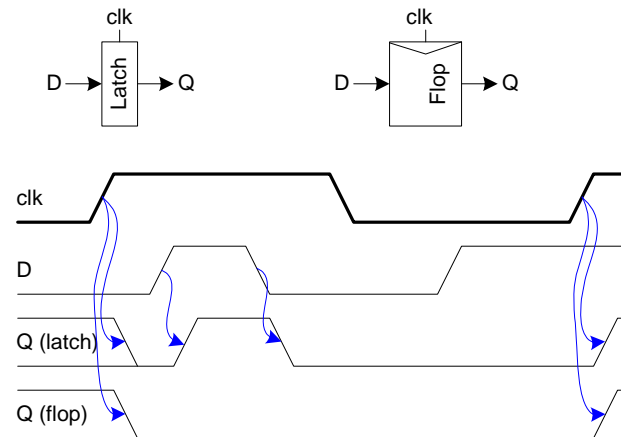 clk clk
D Latch Q D Flop Q
clk
D
Q (latch)
Q (flop)